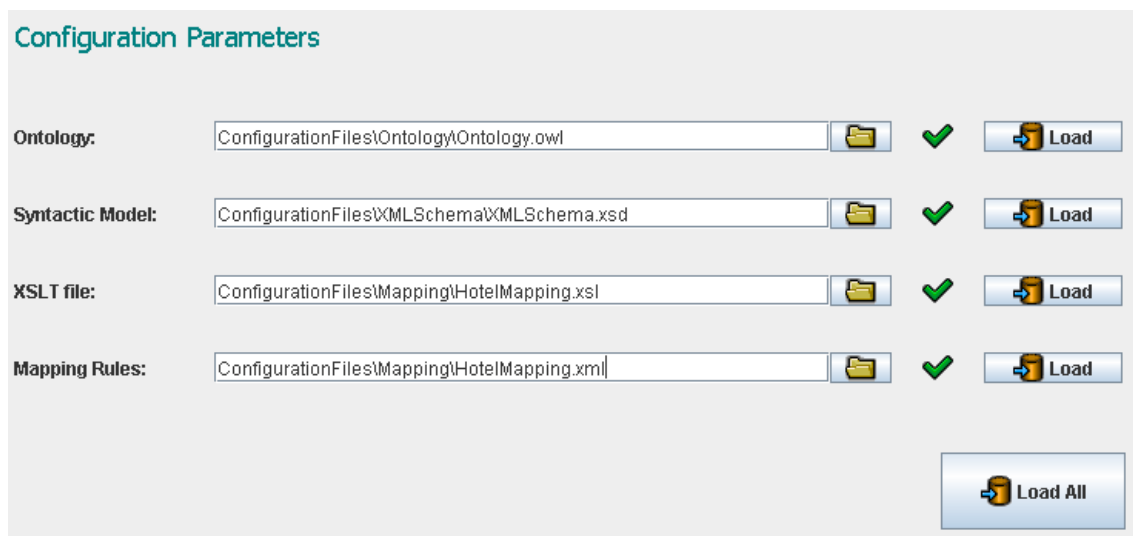 Configuration Parameters
Ontology: ConfigurationFiles\Ontology\Ontology.owl Load
Syntactic Model: ConfigurationFiles\XMLSchema\XMLSchema.xsd Load
XSLT file: ConfigurationFiles\Mapping\HotelMapping.xsl Load
Mapping Rules: ConfigurationFiles\Mapping\HotelMapping.xml Load
Load All